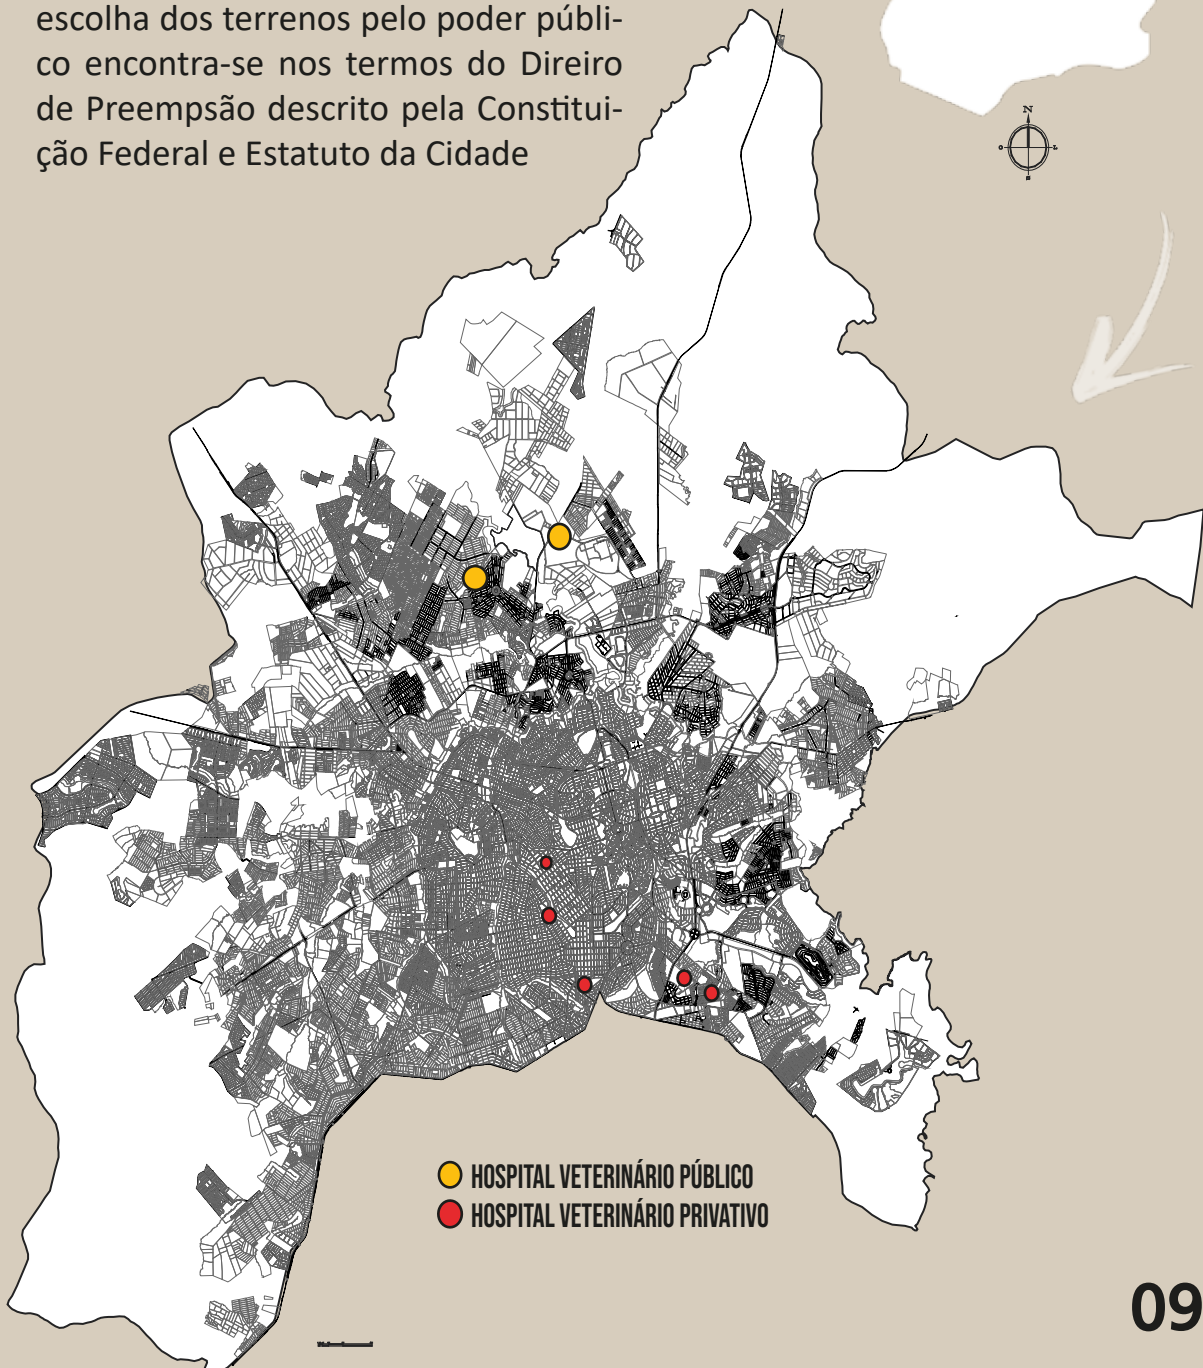 escolha dos terrenos pelo poder públi-
co encontra-se nos termos do Direiro
de Preempsão descrito pela Constitui-
ção Federal e Estatuto da Cidade
N
O
L
S
HOSPITAL VETERINÁRIO PÚBLICO
HOSPITAL VETERINÁRIO PRIVATIVO
09